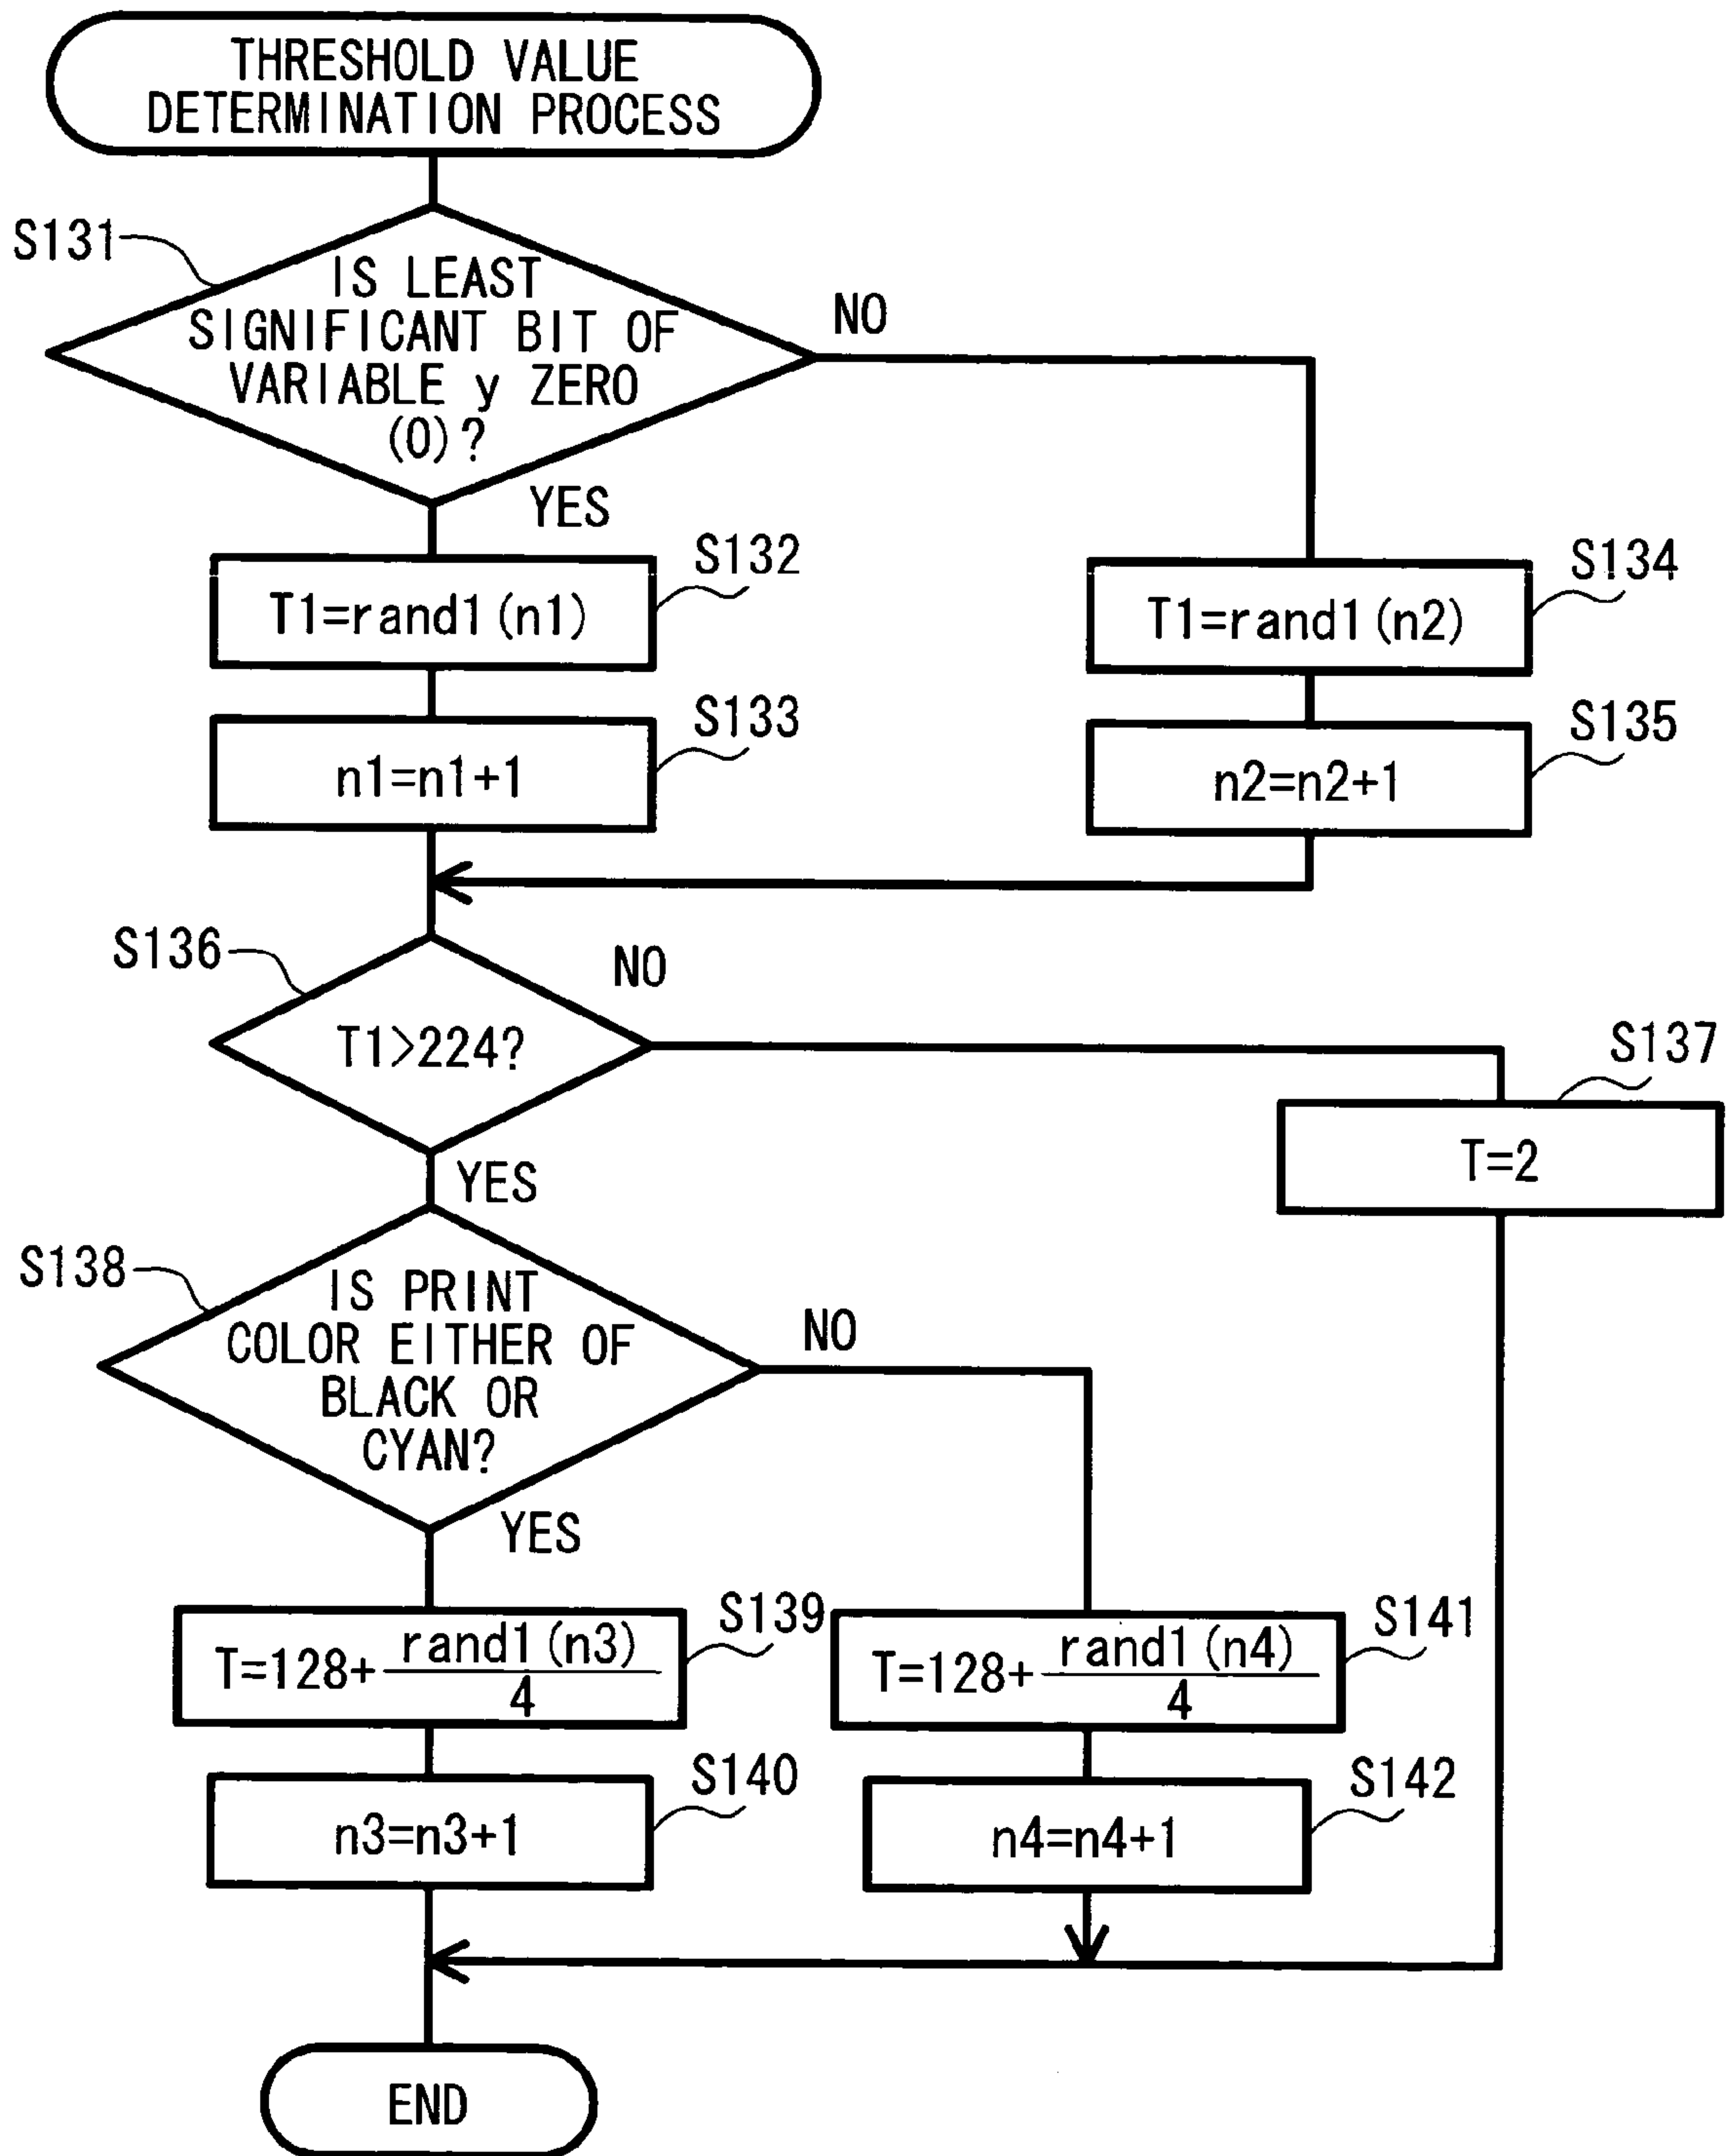 THRESHOLD VALUE
DETERMINATION PROCESS
S131
IS LEAST
SIGNIFICANT BIT OF
VARIABLE y ZERO
(0)?
NO
YES
S132
T1=rand1(n1)
S134
T1=rand1(n2)
S133
n1=n1+1
S135
n2=n2+1
S136
T1>224?
NO
YES
S137
T=2
S138
IS PRINT
COLOR EITHER OF
BLACK OR
CYAN?
NO
YES
S139
T=128+rand1(n3)/4
S141
T=128+rand1(n4)/4
S140
n3=n3+1
S142
n4=n4+1
END